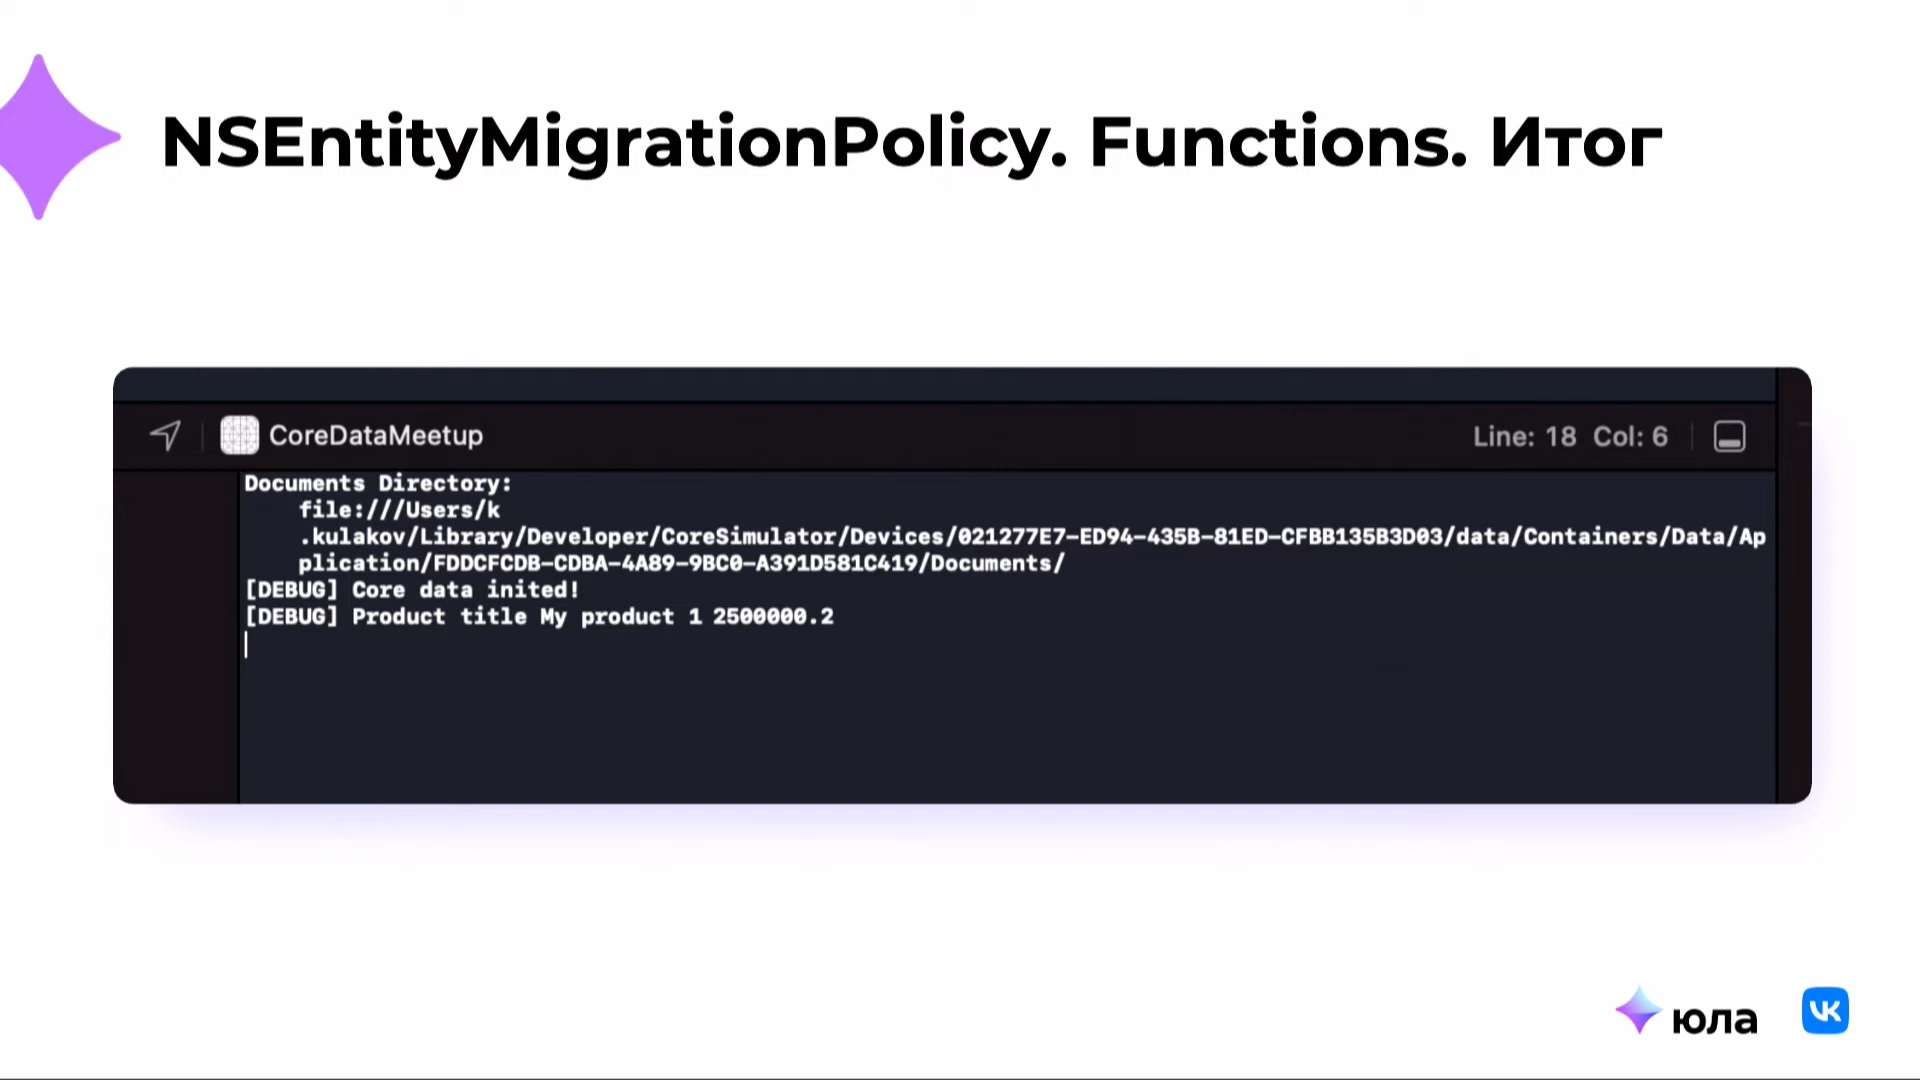 NSEntityMigrationPolicy. Functions. Итог
CoreDataMeetup
Line: 18 Col: 6
Documents Directory:
file:///Users/k
.kulakov/Library/Developer/CoreSimulator/Devices/021277E7-ED94-435B-81ED-CFBB135B3D03/data/Containers/Data/Ap
plication/FDDCFCDB-CDBA-4A89-9BC0-A391D581C419/Documents/
[DEBUG] Core data inited!
[DEBUG] Product title My product 1 2500000.2
юла
VK